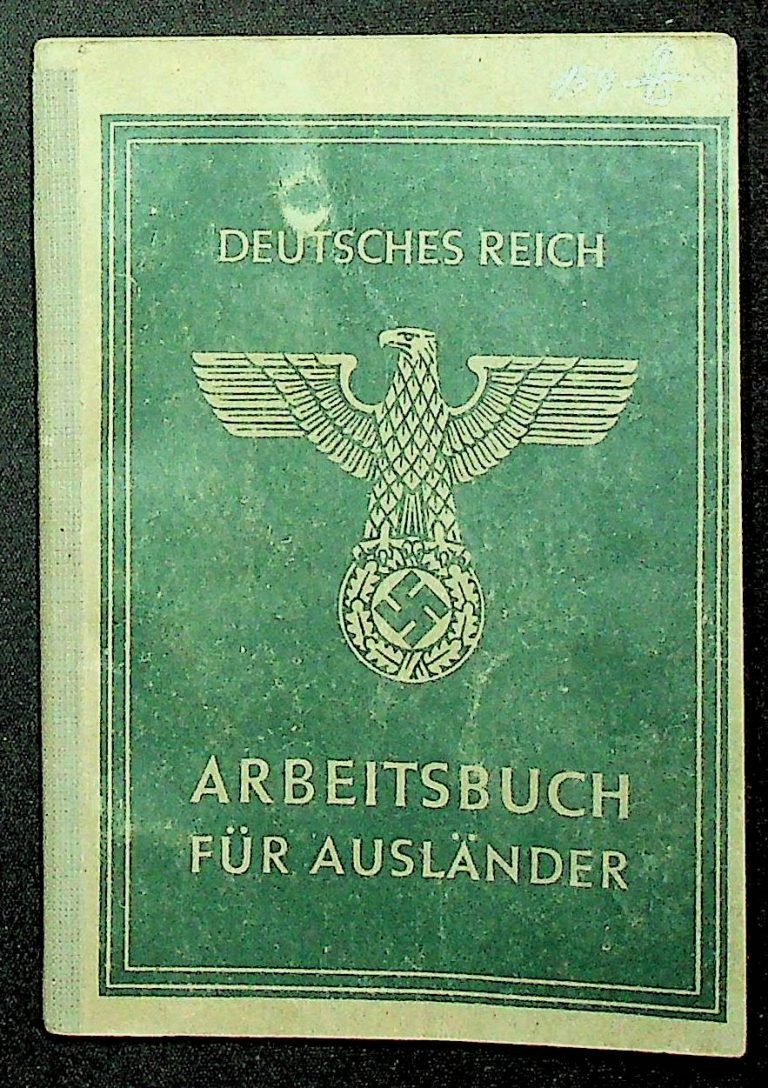 DEUTSCHES REICH
ARBEITSBUCH
FÜR AUSLÄNDER